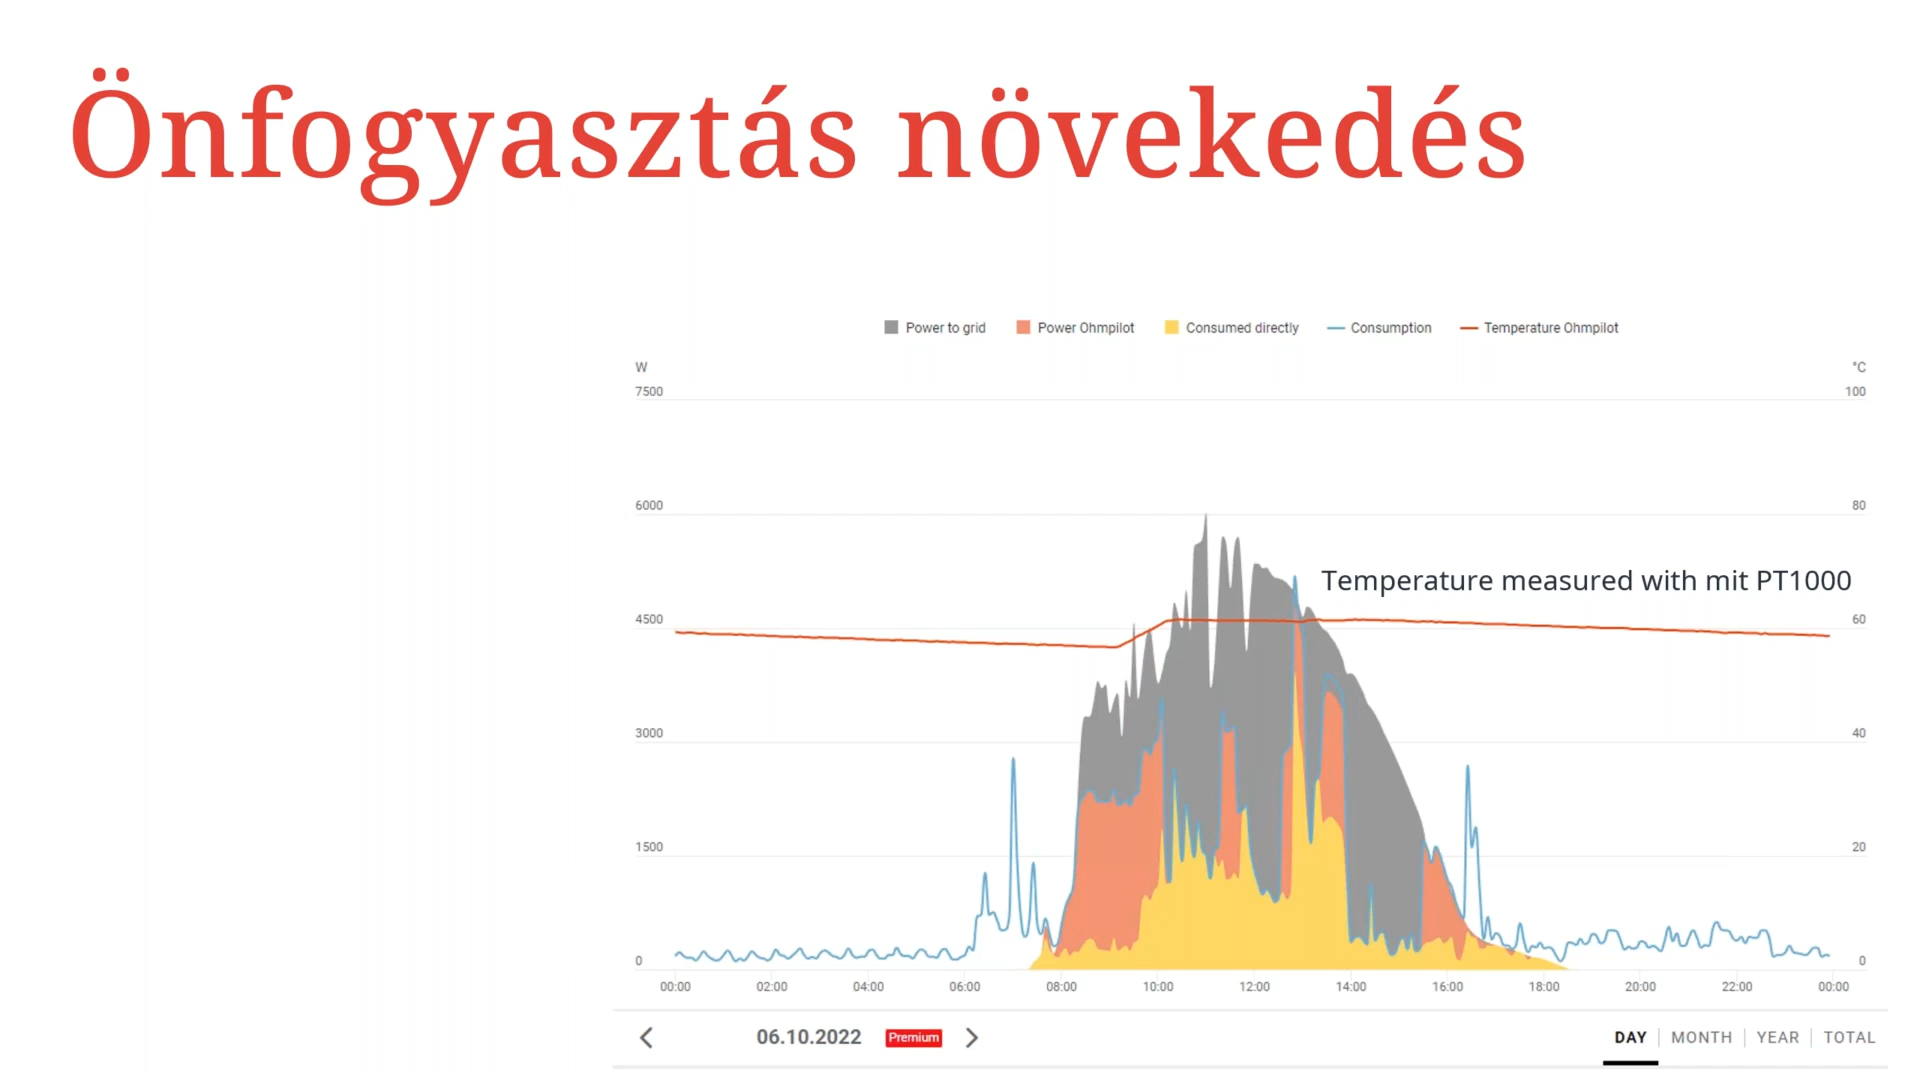 Önfogyasztás növekedés
Power to grid Power Ohmpilot Consumed directly Consumption Temperature Ohmpilot
W °C
7500 100
6000 80
Temperature measured with mit PT1000
4500 60
3000 40
1500 20
0 0
00:00 02:00 04:00 06:00 08:00 10:00 12:00 14:00 16:00 18:00 20:00 22:00 00:00
06.10.2022 Premium DAY MONTH YEAR TOTAL